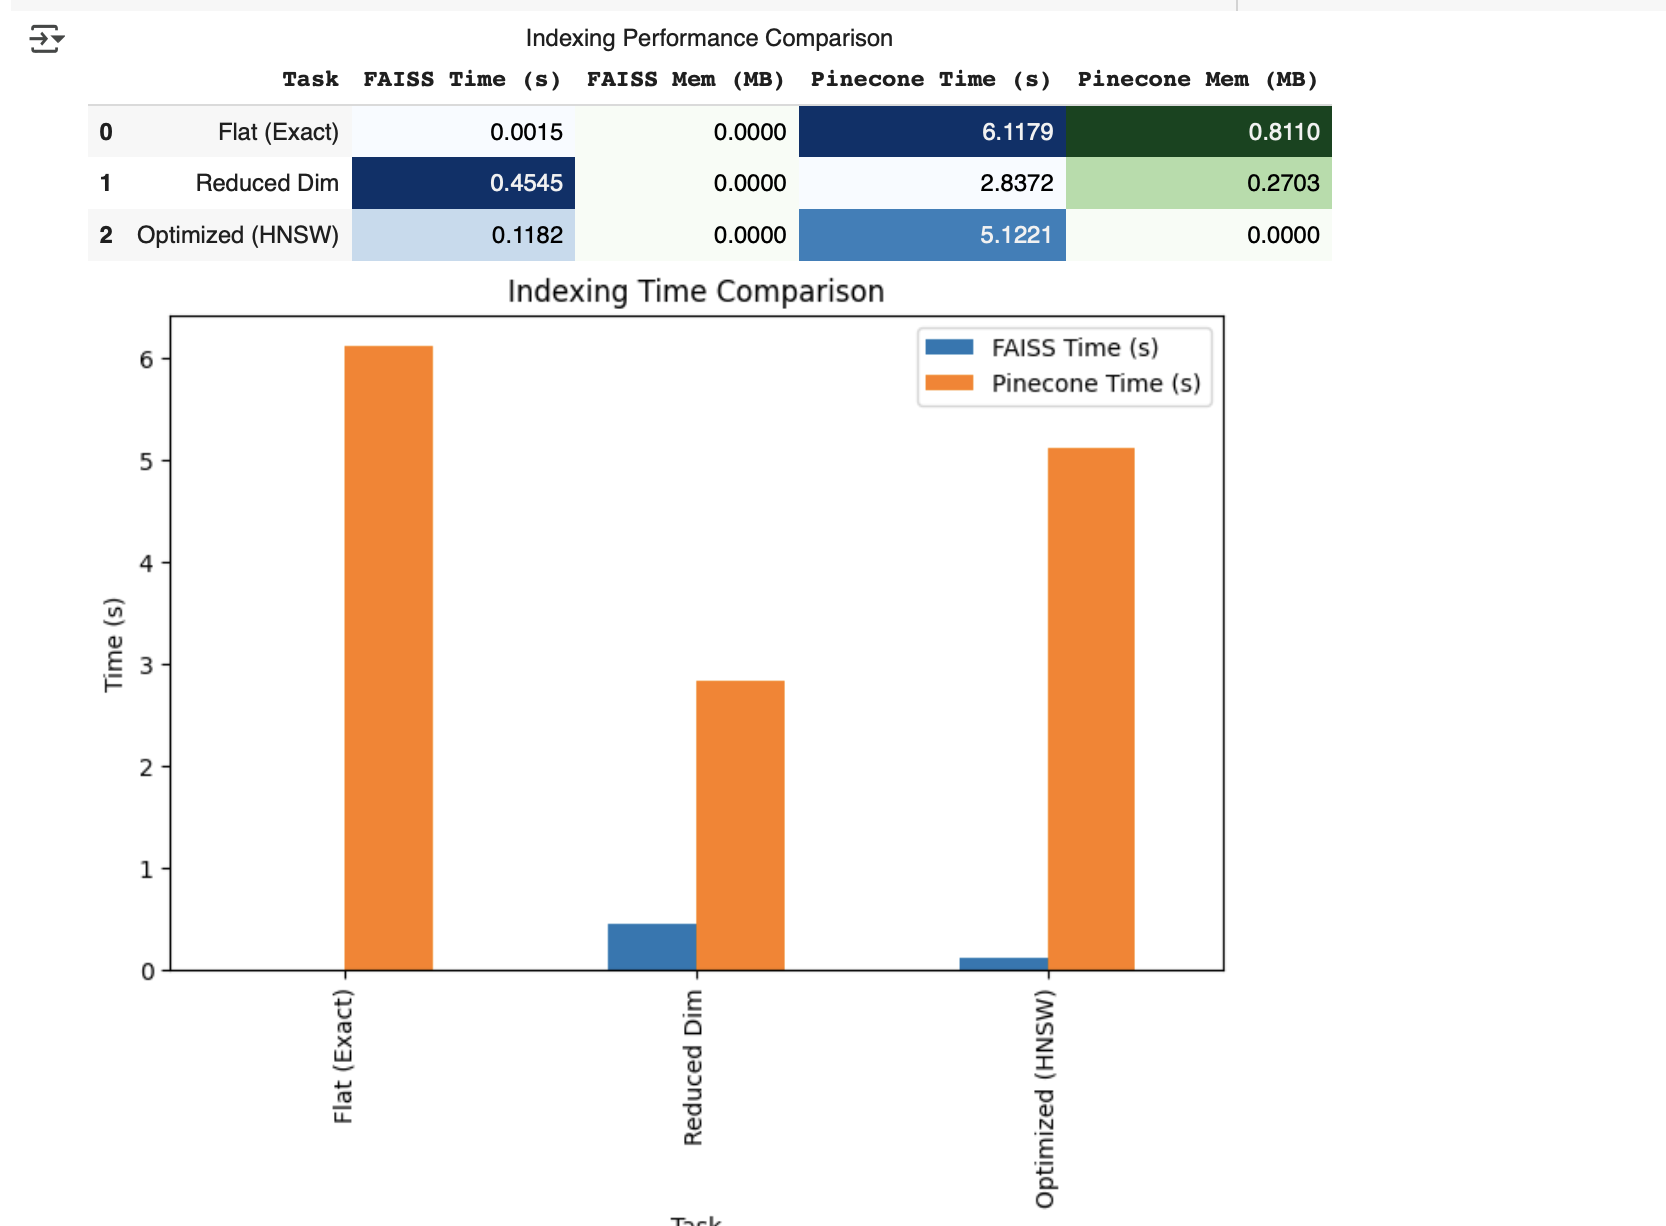 Indexing Performance Comparison
Task FAISS Time (s) FAISS Mem (MB) Pinecone Time (s) Pinecone Mem (MB)
0 Flat (Exact) 0.0015 0.0000 6.1179 0.8110
1 Reduced Dim 0.4545 0.0000 2.8372 0.2703
2 Optimized (HNSW) 0.1182 0.0000 5.1221 0.0000
Indexing Time Comparison
FAISS Time (s)
Pinecone Time (s)
6
5
4
3
2
1
0
Time (s)
Flat (Exact)
Reduced Dim
Optimized (HNSW)
Task